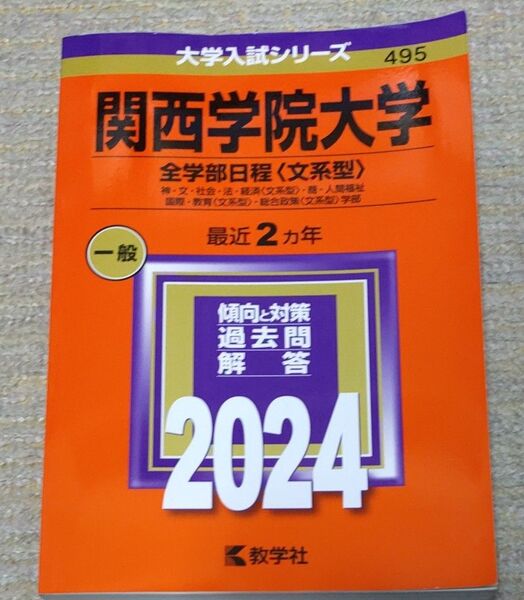 大学入試シリーズ
495
関西学院大学
全学部日程〈文系型〉
神・文・社会・法・経済〈文系型〉・商・人間福祉
国際・教育〈文系型〉・総合政策〈文系型〉学部
最近2カ年
一般
傾向と対策
過去問
解答
2024
教学社